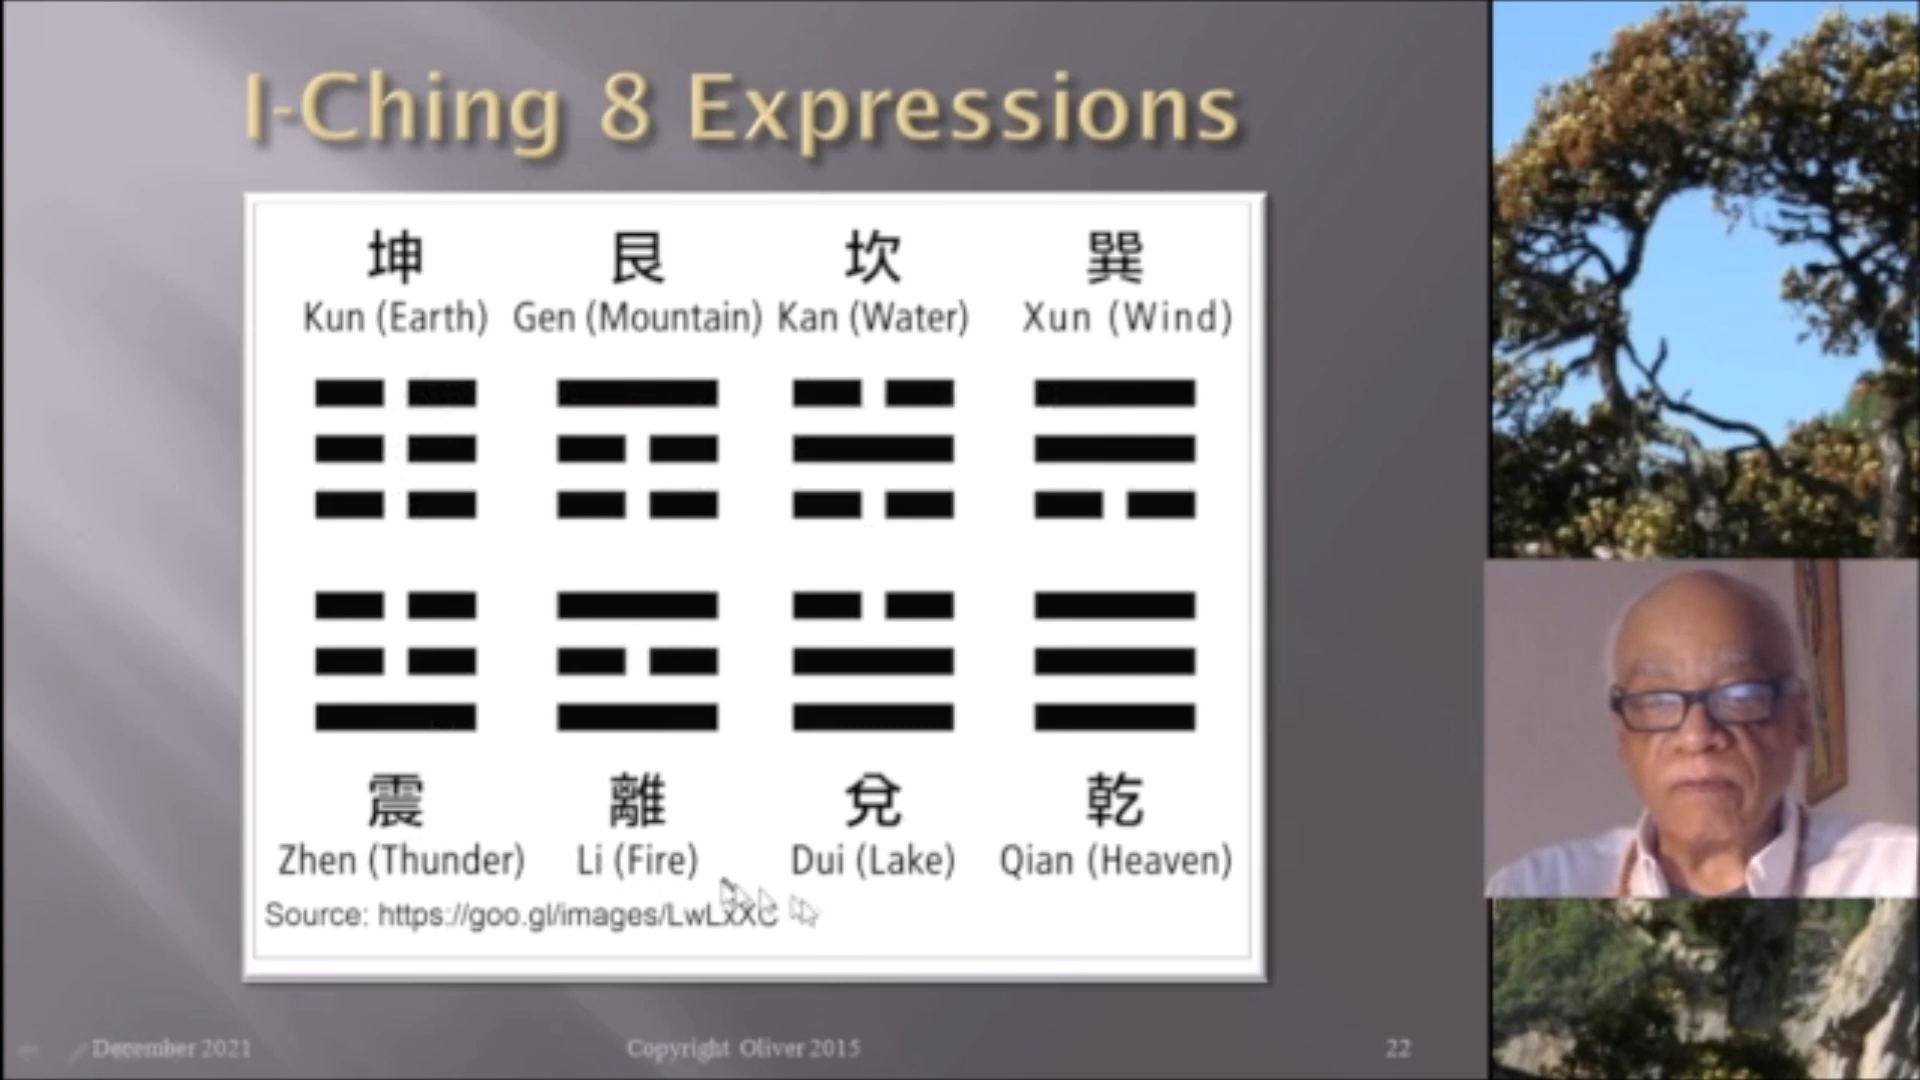 I-Ching 8 Expressions
坤 艮 坎 巽
Kun (Earth) Gen (Mountain) Kan (Water) Xun (Wind)
震 離 兌 乾
Zhen (Thunder) Li (Fire) Dui (Lake) Qian (Heaven)
Source: https://goo.gl/images/LwLxXC
December 2021 Copyright Oliver 2015 22